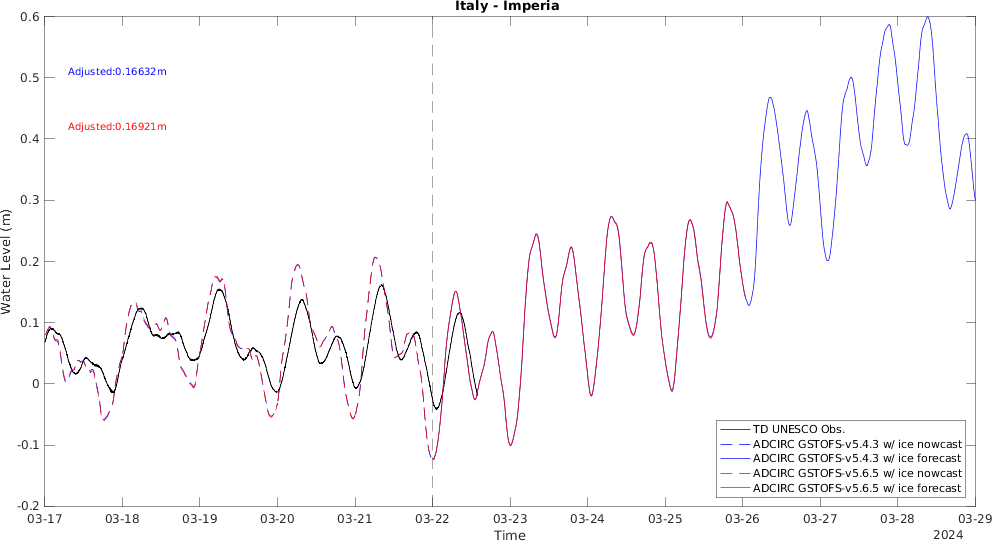 Italy - Imperia
0.6
0.5
0.4
0.3
0.2
0.1
0
-0.1
-0.2
Water Level (m)
Adjusted:0.16632m
Adjusted:0.16921m
TD UNESCO Obs.
ADCIRC GSTOFS-v5.4.3 w/ ice nowcast
ADCIRC GSTOFS-v5.4.3 w/ ice forecast
ADCIRC GSTOFS-v5.6.5 w/ ice nowcast
ADCIRC GSTOFS-v5.6.5 w/ ice forecast
03-17 03-18 03-19 03-20 03-21 03-22 03-23 03-24 03-25 03-26 03-27 03-28 03-29
Time
2024